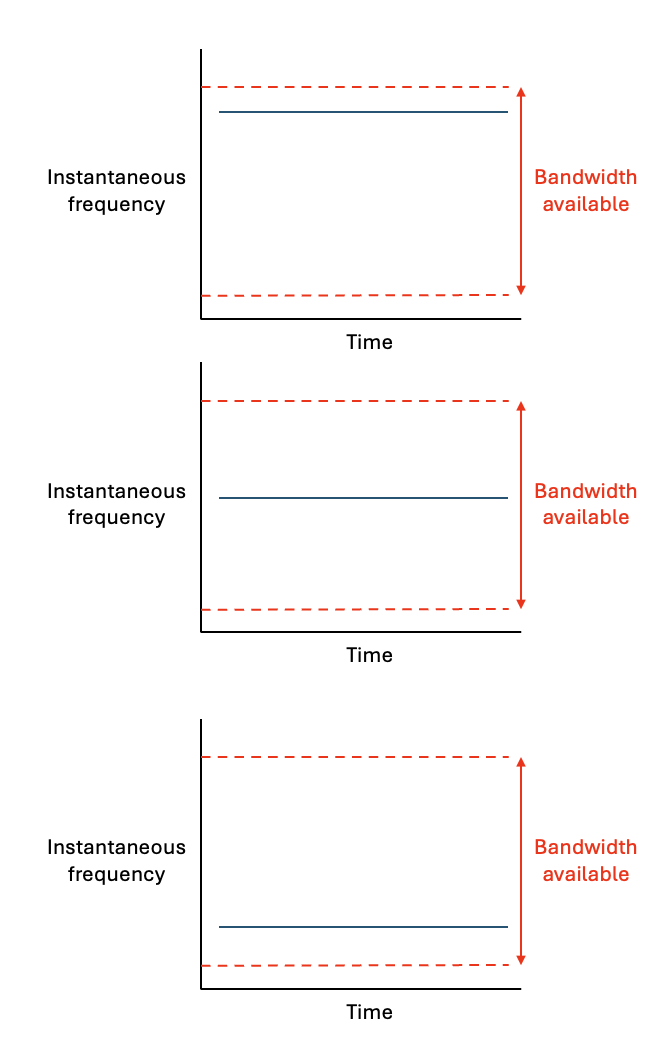 Instantaneous
frequency
Bandwidth
available
Time
Instantaneous
frequency
Bandwidth
available
Time
Instantaneous
frequency
Bandwidth
available
Time